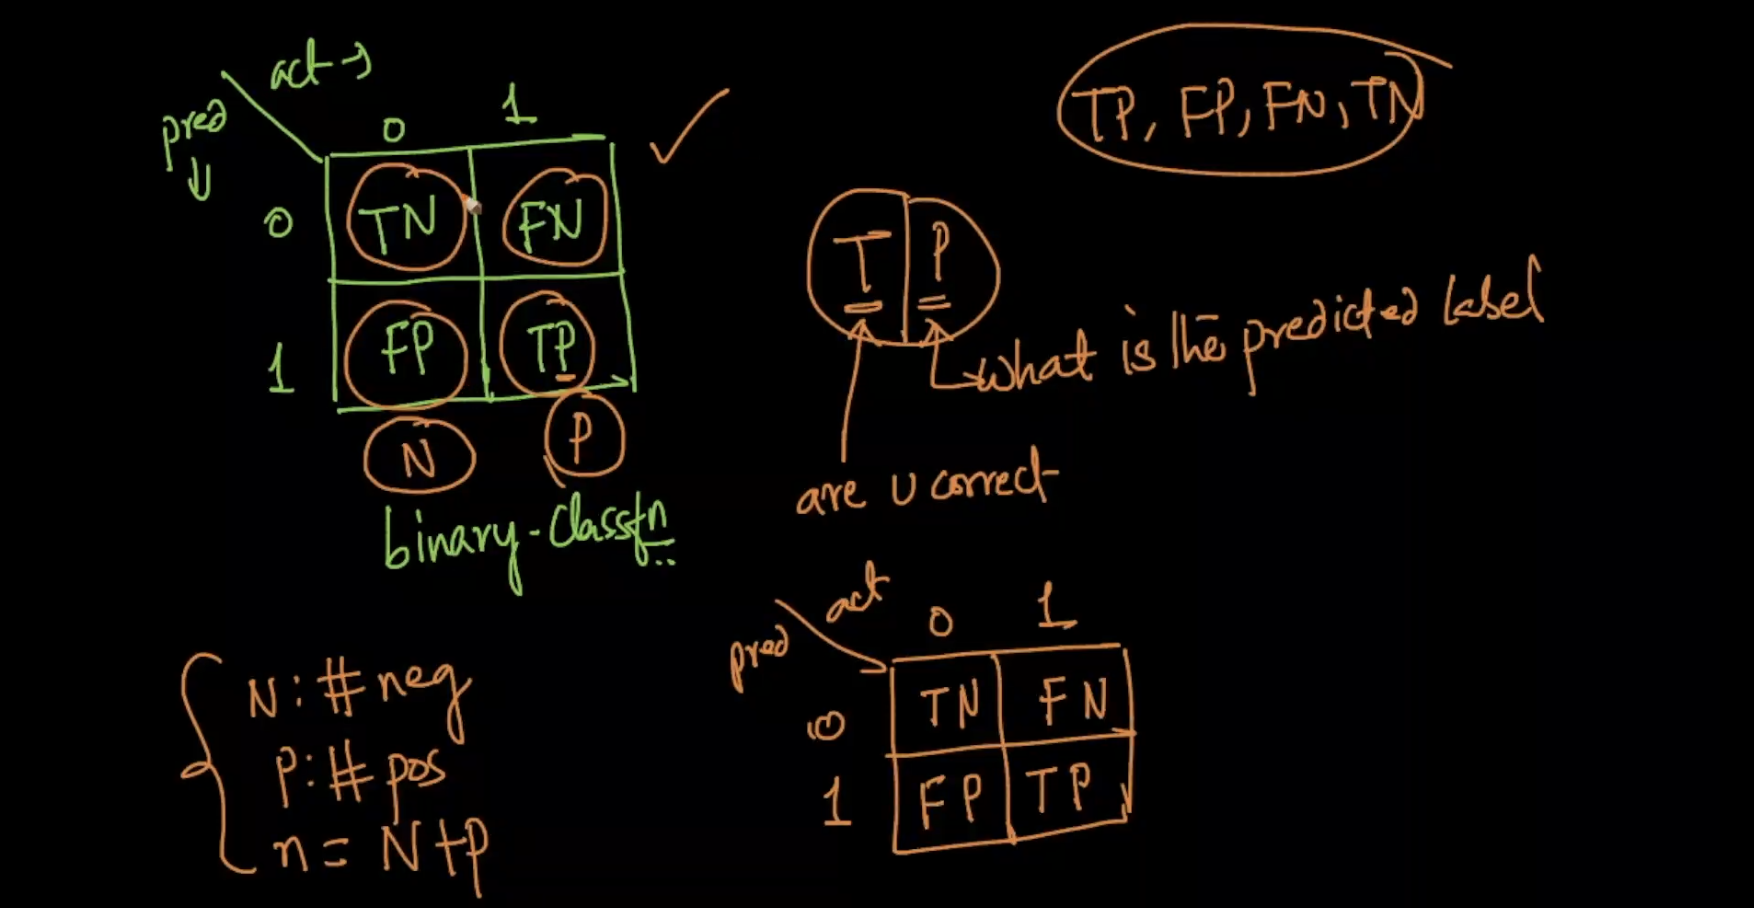 act →
pred ↓
0 1
0 TN FN
1 FP TP
N P
binary-classfn
TP, FP, FN, TN
T P
what is the predicted label
are u correct
N: # neg
P: # pos
n = N+P
act
pred
0 1
0 TN FN
1 FP TP